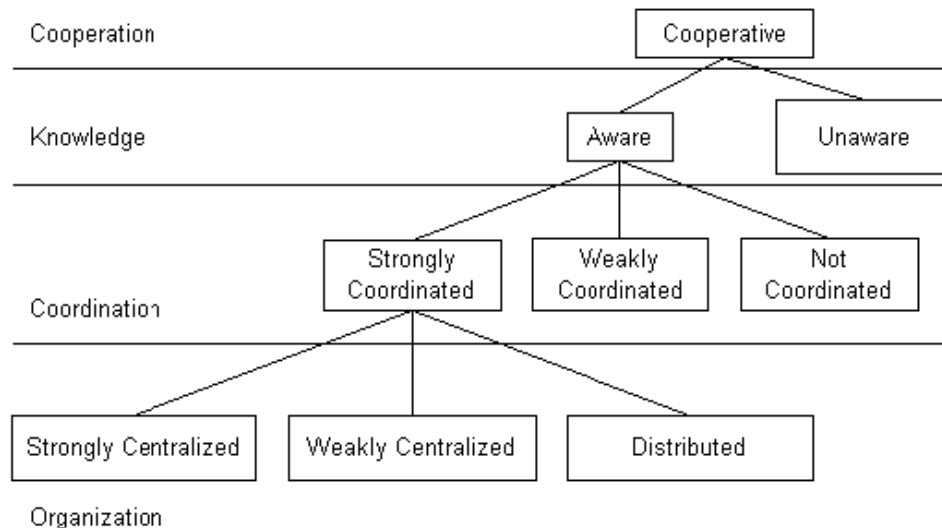 Cooperation
Cooperative
Knowledge
Aware
Unaware
Strongly
Coordinated
Weakly
Coordinated
Not
Coordinated
Coordination
Strongly Centralized
Weakly Centralized
Distributed
Organization